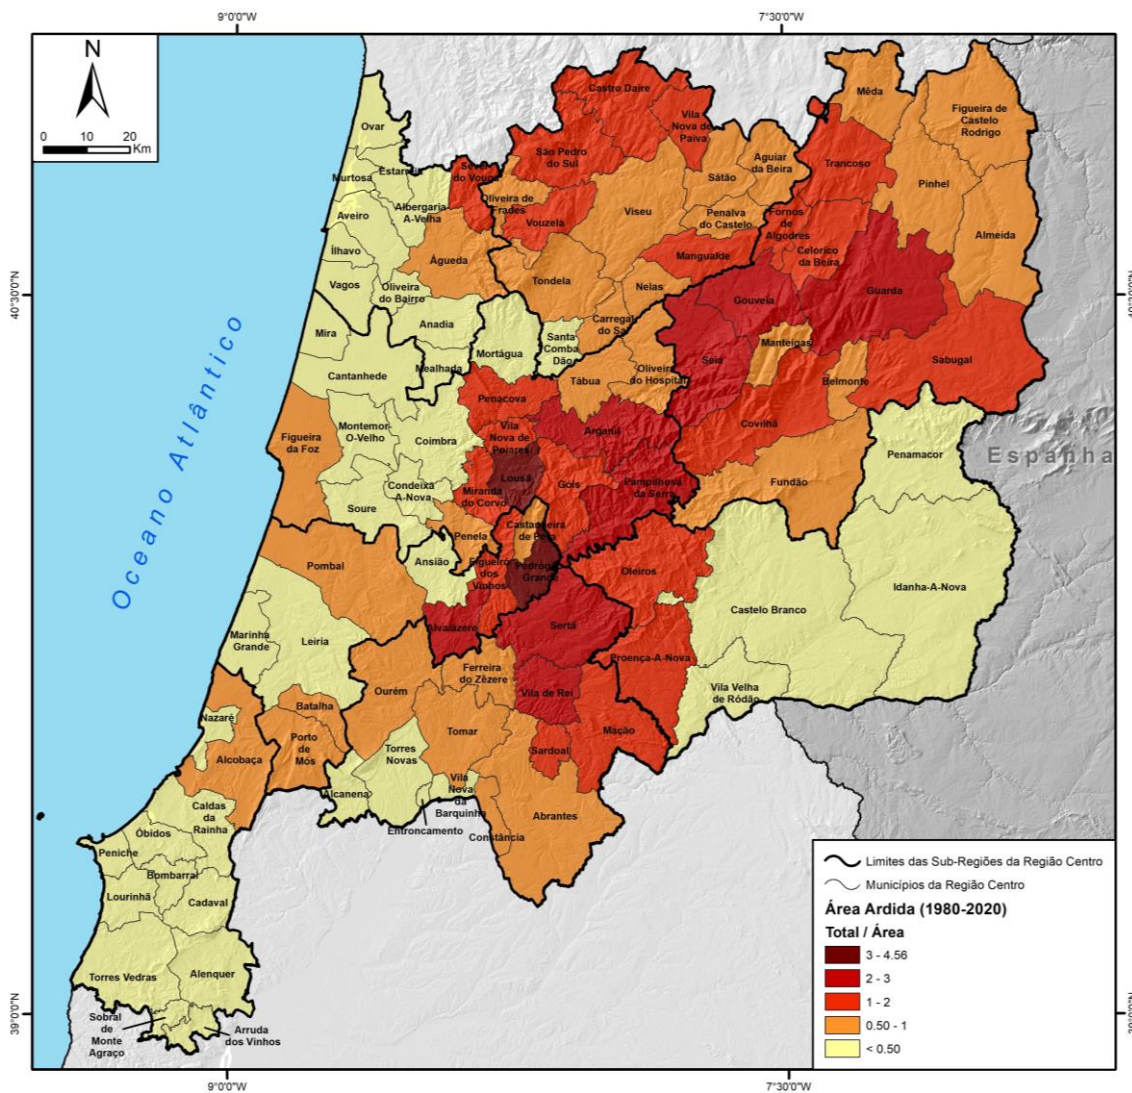 9°0'0"W
7°30'0"W
N
0 10 20
Km
Castro Daire
Mêda
Figueira de
Castelo
Rodrigo
Ovar
Vila
Nova de
Paiva
São Pedro
do Sul
Aguiar
da Beira
Trancoso
Sever
do Vouga
Estarreja
Murtosa
Sátão
Pinhel
Oliveira de
Frades
Albergaria
A-Velha
Viseu
Penalva
do Castelo
Aveiro
Vouzela
Fornos
de
Algodres
Almeida
Ílhavo
Águeda
Mangualde
Celorico
da Beira
Vagos
Oliveira
do Bairro
Tondela
Nelas
Gouveia
Guarda
40°30'0"N
Anadia
Carregal
do Sal
Mira
Mortágua
Santa
Comba
Dão
Manteigas
Seia
Sabugal
Mealhada
Cantanhede
Tábua
Oliveira
do Hospital
Belmonte
Penacova
Covilhã
Figueira
da Foz
Montemor-
O-Velho
Coimbra
Vila
Nova de
Poiares
Arganil
Penamacor
Espanha
Lousã
Condeixa
A-Nova
Miranda
do Corvo
Góis
Pampilhosa
da Serra
Fundão
Soure
Castanheira
de Pera
Penela
Oceano Atlântico
Ansião
Pombal
Figueiró
dos
Vinhos
Pedrógão
Grande
Oleiros
Idanha-A-Nova
Castelo Branco
Alvaiázere
Sertã
Marinha
Grande
Leiria
Proença-A-Nova
Ferreira
do Zêzere
Ourém
Vila de Rei
Vila Velha
de Ródão
Batalha
Nazaré
Tomar
Mação
Porto
de
Mós
Sardoal
Alcobaça
Torres
Novas
Vila
Nova
da
Barquinha
Alcanena
Caldas
da
Rainha
Abrantes
Entroncamento
Constância
Óbidos
Peniche
Bombarral
Lourinhã
Cadaval
Torres Vedras
Alenquer
Sobral
de
Monte
Agraço
Arruda
dos Vinhos
39°0'0"N
Limites das Sub-Regiões da Região Centro
Municípios da Região Centro
Área Ardida (1980-2020)
Total / Área
3 - 4.56
2 - 3
1 - 2
0.50 - 1
< 0.50
9°0'0"W
7°30'0"W